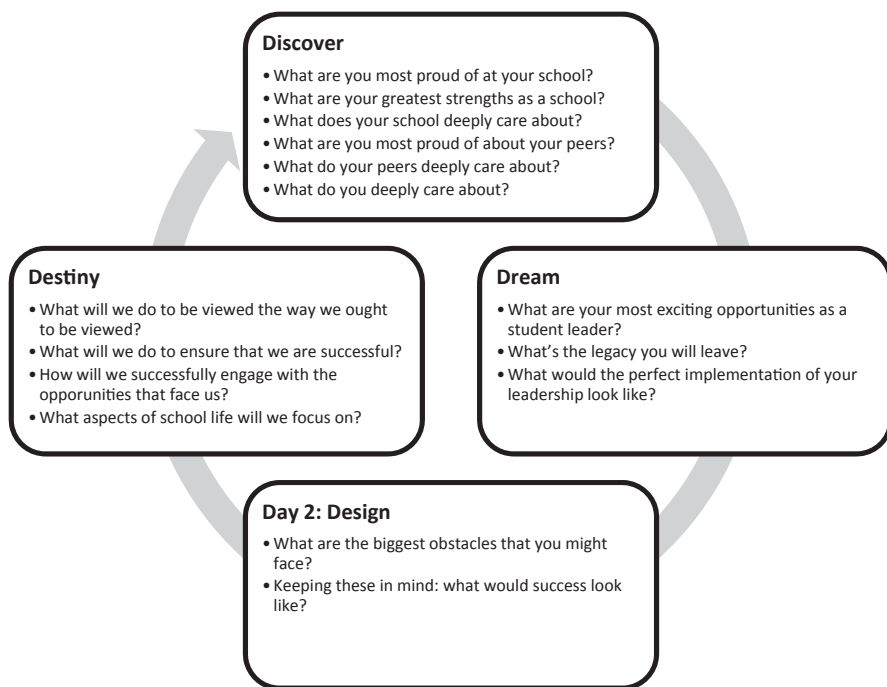 Discover
• What are you most proud of at your school?
• What are your greatest strengths as a school?
• What does your school deeply care about?
• What are you most proud of about your peers?
• What do your peers deeply care about?
• What do you deeply care about?
Dream
• What are your most exciting opportunities as a
student leader?
• What’s the legacy you will leave?
• What would the perfect implementation of your
leadership look like?
Day 2: Design
• What are the biggest obstacles that you might
face?
• Keeping these in mind: what would success look
like?
Destiny
• What will we do to be viewed the way we ought
to be viewed?
• What will we do to ensure that we are successful?
• How will we successfully engage with the
opporunities that face us?
• What aspects of school life will we focus on?